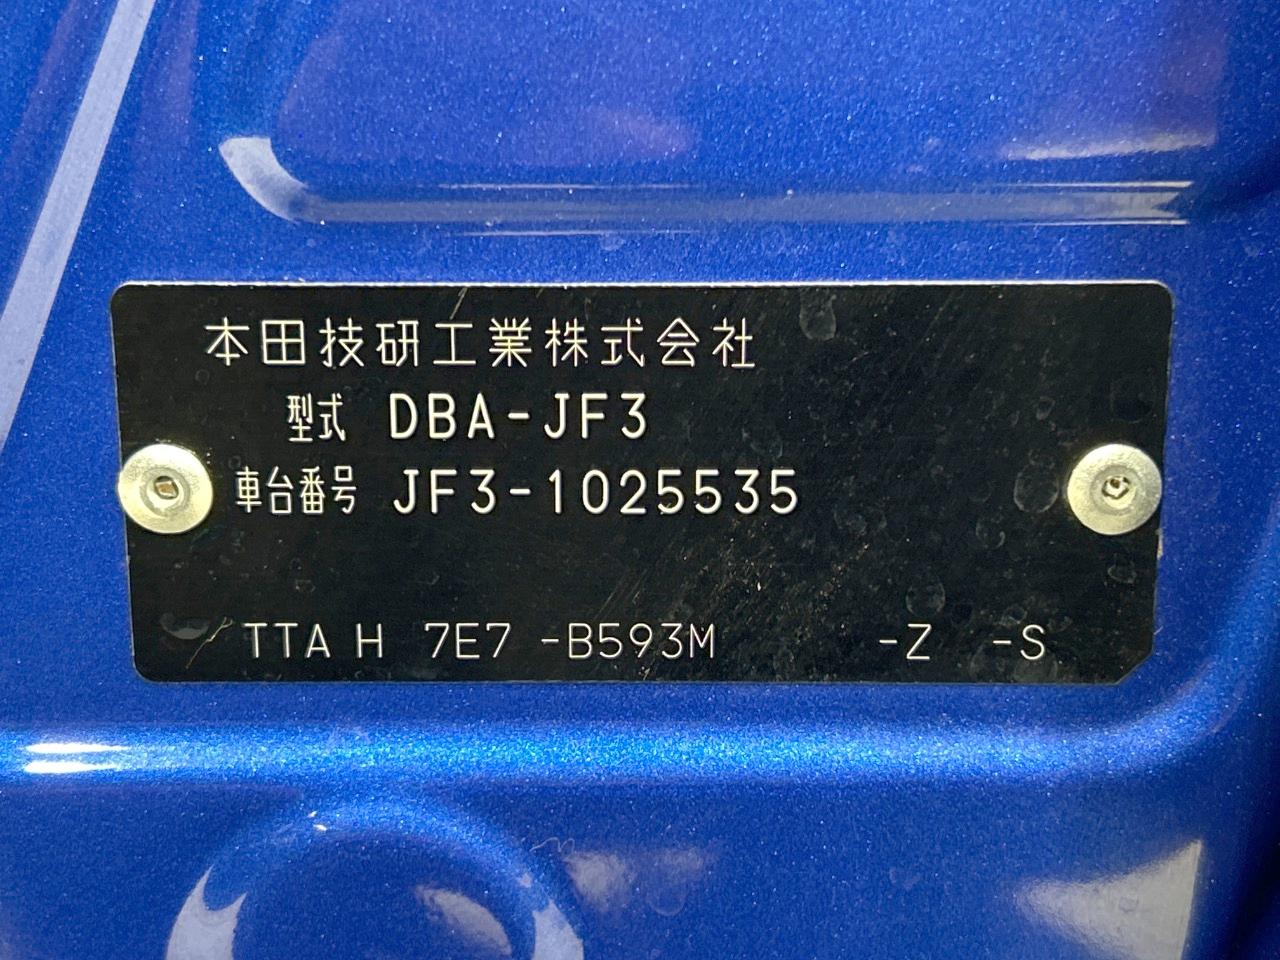 本田技研工業株式会社
型式 DBA-JF3
車台番号 JF3-1025535
TTA H 7E7 -B593M -Z -S